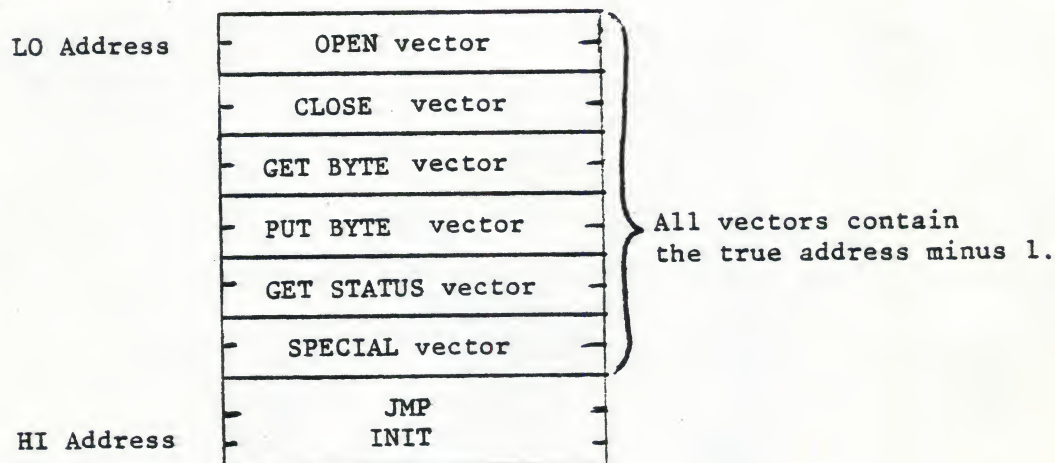 LO Address
OPEN vector
CLOSE vector
GET BYTE vector
PUT BYTE vector
All vectors contain
the true address minus 1.
GET STATUS vector
SPECIAL vector
JMP
HI Address INIT